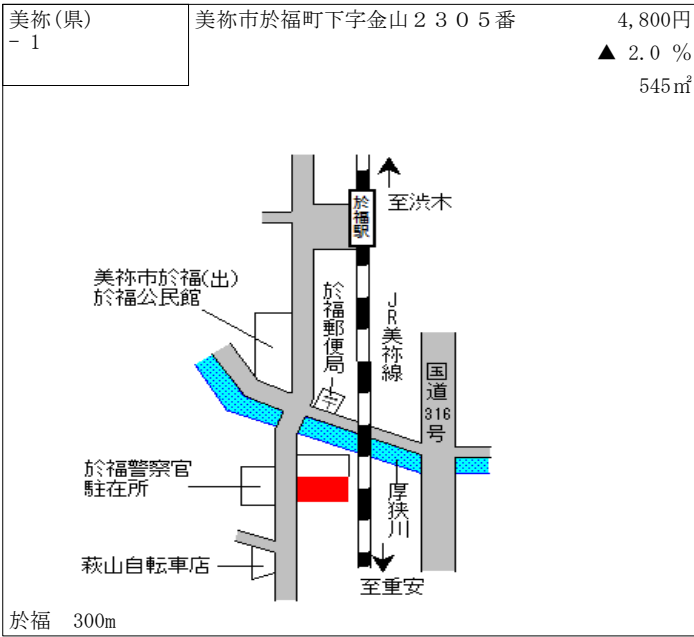 美祢(県)
- 1
美祢市於福町下字金山２３０５番
4,800円
▲ 2.0 %
545㎡
至渋木
於福駅
美祢市於福(出)
於福公民館
於福郵便局
JR美祢線
国道316号
於福警察官
駐在所
厚狭川
萩山自転車店
至重安
於福 300m